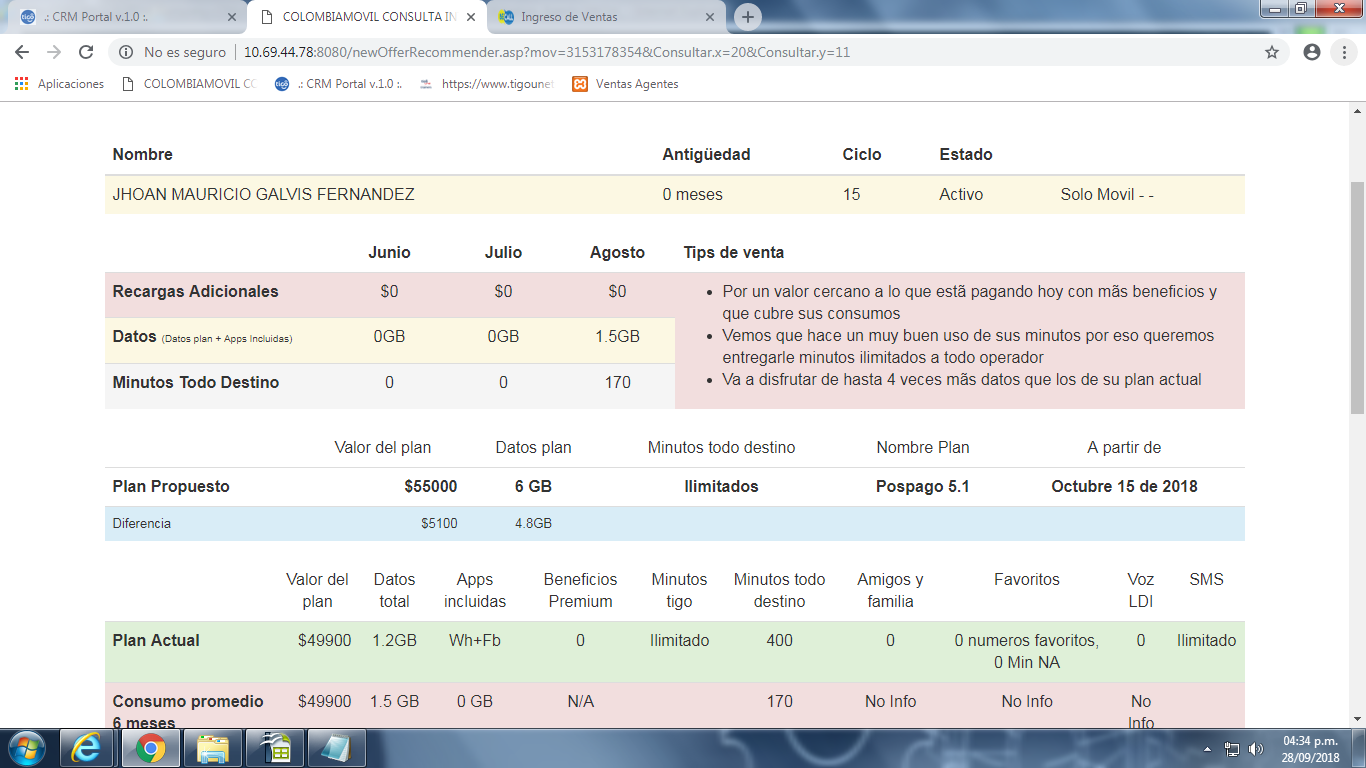 .: CRM Portal v.1.0 :.
COLOMBIAMOVIL CONSULTA IN
Ingreso de Ventas
No es seguro | 10.69.44.78:8080/newOfferRecommender.asp?mov=3153178354&Consultar.x=20&Consultar.y=11
Aplicaciones COLOMBIAMOVIL CO .: CRM Portal v.1.0 :. https://www.tigoune Ventas Agentes
Nombre Antigüedad Ciclo Estado
JHOAN MAURICIO GALVIS FERNANDEZ 0 meses 15 Activo Solo Movil - -
Junio Julio Agosto Tips de venta
Recargas Adicionales $0 $0 $0
Datos (Datos plan + Apps Incluidas) 0GB 0GB 1.5GB
Minutos Todo Destino 0 0 170
• Por un valor cercano a lo que estã pagando hoy con mãs beneficios y
que cubre sus consumos
• Vemos que hace un muy buen uso de sus minutos por eso queremos
entregarle minutos ilimitados a todo operador
• Va a disfrutar de hasta 4 veces mãs datos que los de su plan actual
Valor del plan Datos plan Minutos todo destino Nombre Plan A partir de
Plan Propuesto $55000 6 GB Ilimitados Pospago 5.1 Octubre 15 de 2018
Diferencia $5100 4.8GB
Valor del Datos Apps Beneficios Minutos Minutos todo Amigos y Favoritos Voz SMS
plan total incluidas Premium tigo destino familia LDI
Plan Actual $49900 1.2GB Wh+Fb 0 Ilimitado 400 0 0 numeros favoritos, 0 Ilimitado
0 Min NA
Consumo promedio $49900 1.5 GB 0 GB N/A 170 No Info No Info No
6 meses Info
04:34 p.m.
28/09/2018